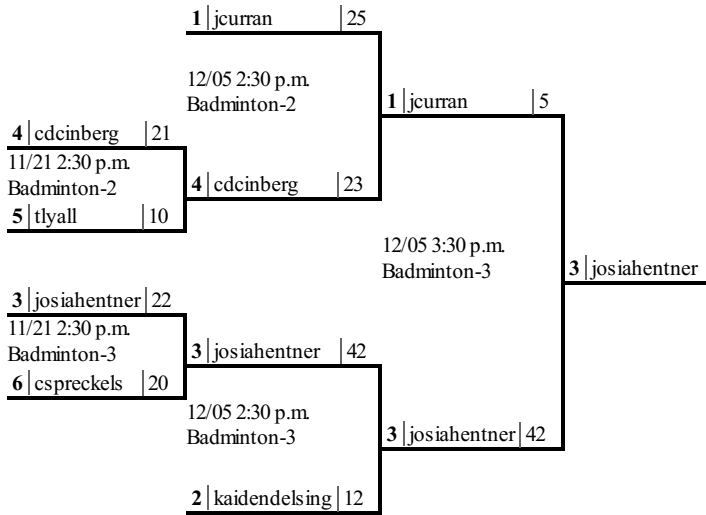 1 jcurran 25
12/05 2:30 p.m.
Badminton-2
1 jcurran 5
4 cdcinberg 21
11/21 2:30 p.m.
Badminton-2
4 cdcinberg 23
5 tlyall 10
12/05 3:30 p.m.
Badminton-3
3 josiahentner
3 josiahentner 22
11/21 2:30 p.m.
Badminton-3
3 josiahentner 42
6 cspreckels 20
12/05 2:30 p.m.
Badminton-3
3 josiahentner 42
2 kaidendelsing 12